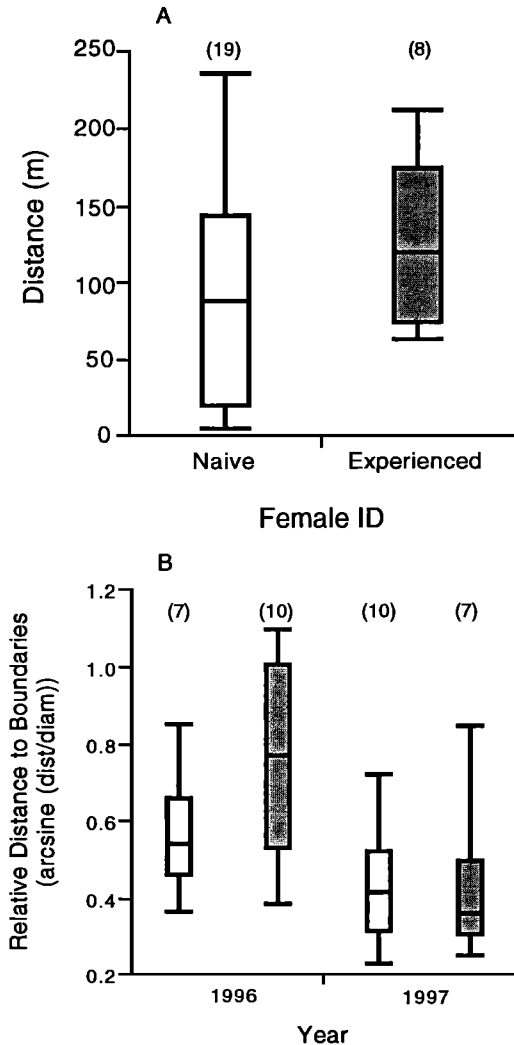 A
250
(19)
(8)
200
150
100
50
0
Distance (m)
Naive
Experienced
Female ID
B
1.2
(7)
(10)
(10)
(7)
1.0
0.8
0.6
0.4
0.2
Relative Distance to Boundaries
(arcsine (dist/diam))
1996
1997
Year